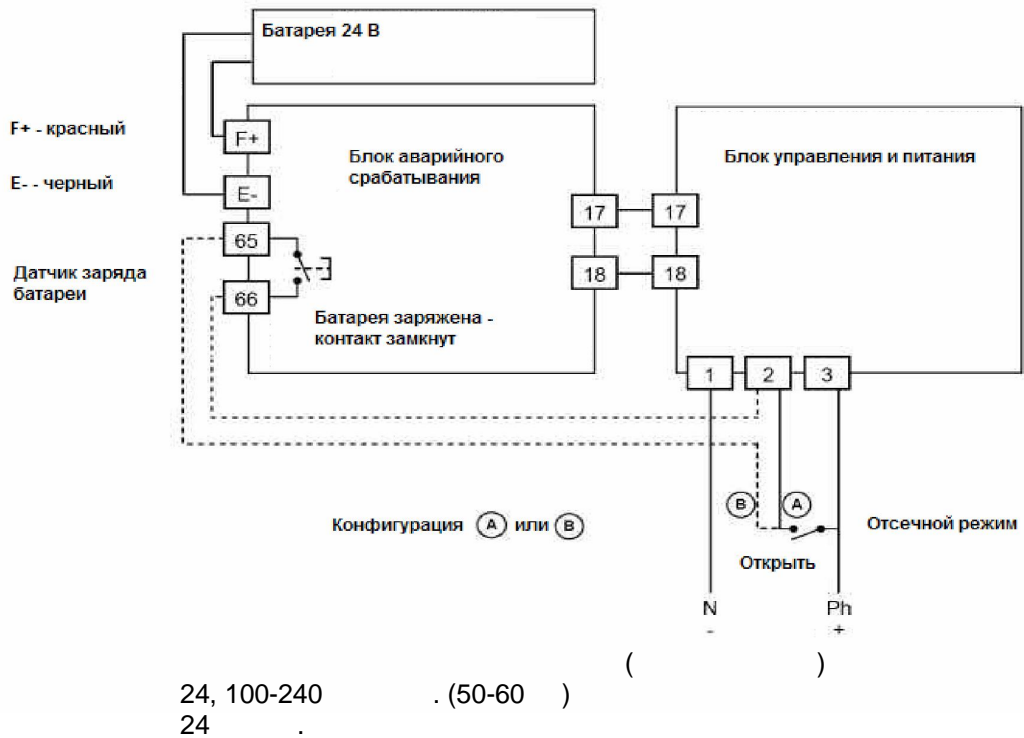 Батарея 24 В
F+ - красный
F+
Блок аварийного
срабатывания
Блок управления и питания
E- - черный
E-
17
17
65
Датчик заряда
батареи
18
18
66
Батарея заряжена -
контакт замкнут
1
2
3
B
A
Конфигурация A или B
Отсечной режим
Открыть
N
Ph
-
+
( )
24, 100-240 . (50-60 )
24 .